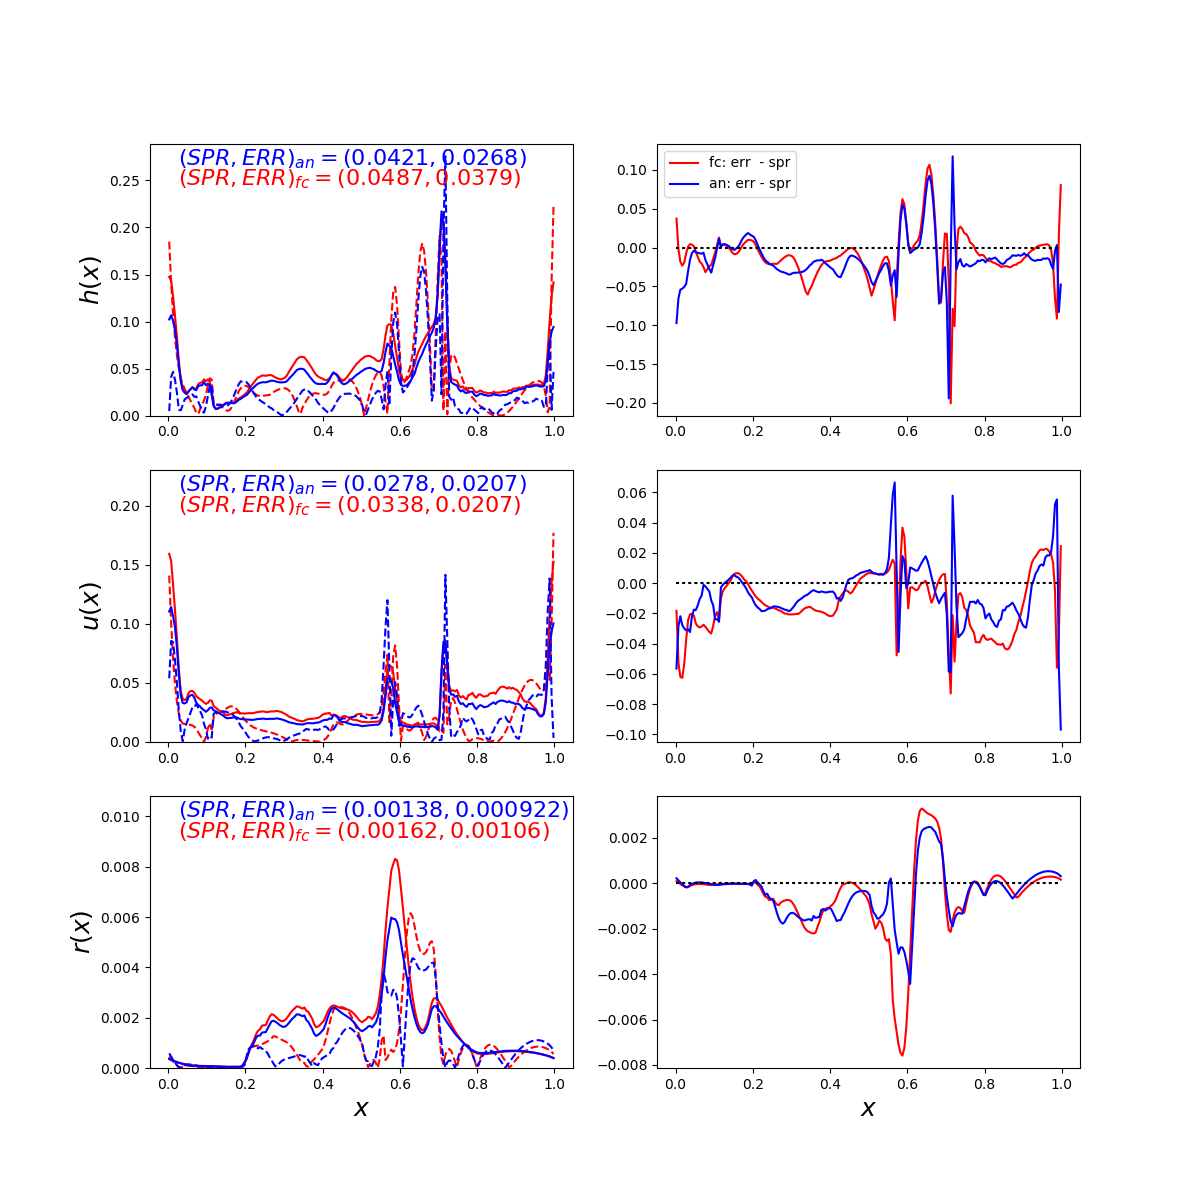 (SPR, ERR)an = (0.0421, 0.0268)
(SPR, ERR)fc = (0.0487, 0.0379)
h(x)
0.25
0.20
0.15
0.10
0.05
0.00
0.0 0.2 0.4 0.6 0.8 1.0
fc: err - spr
an: err - spr
0.10
0.05
0.00
−0.05
−0.10
−0.15
−0.20
0.0 0.2 0.4 0.6 0.8 1.0
(SPR, ERR)an = (0.0278, 0.0207)
(SPR, ERR)fc = (0.0338, 0.0207)
u(x)
0.20
0.15
0.10
0.05
0.00
0.0 0.2 0.4 0.6 0.8 1.0
0.06
0.04
0.02
0.00
−0.02
−0.04
−0.06
−0.08
−0.10
0.0 0.2 0.4 0.6 0.8 1.0
(SPR, ERR)an = (0.00138, 0.000922)
(SPR, ERR)fc = (0.00162, 0.00106)
r(x)
0.010
0.008
0.006
0.004
0.002
0.000
0.0 0.2 0.4 0.6 0.8 1.0
x
0.002
0.000
−0.002
−0.004
−0.006
−0.008
0.0 0.2 0.4 0.6 0.8 1.0
x